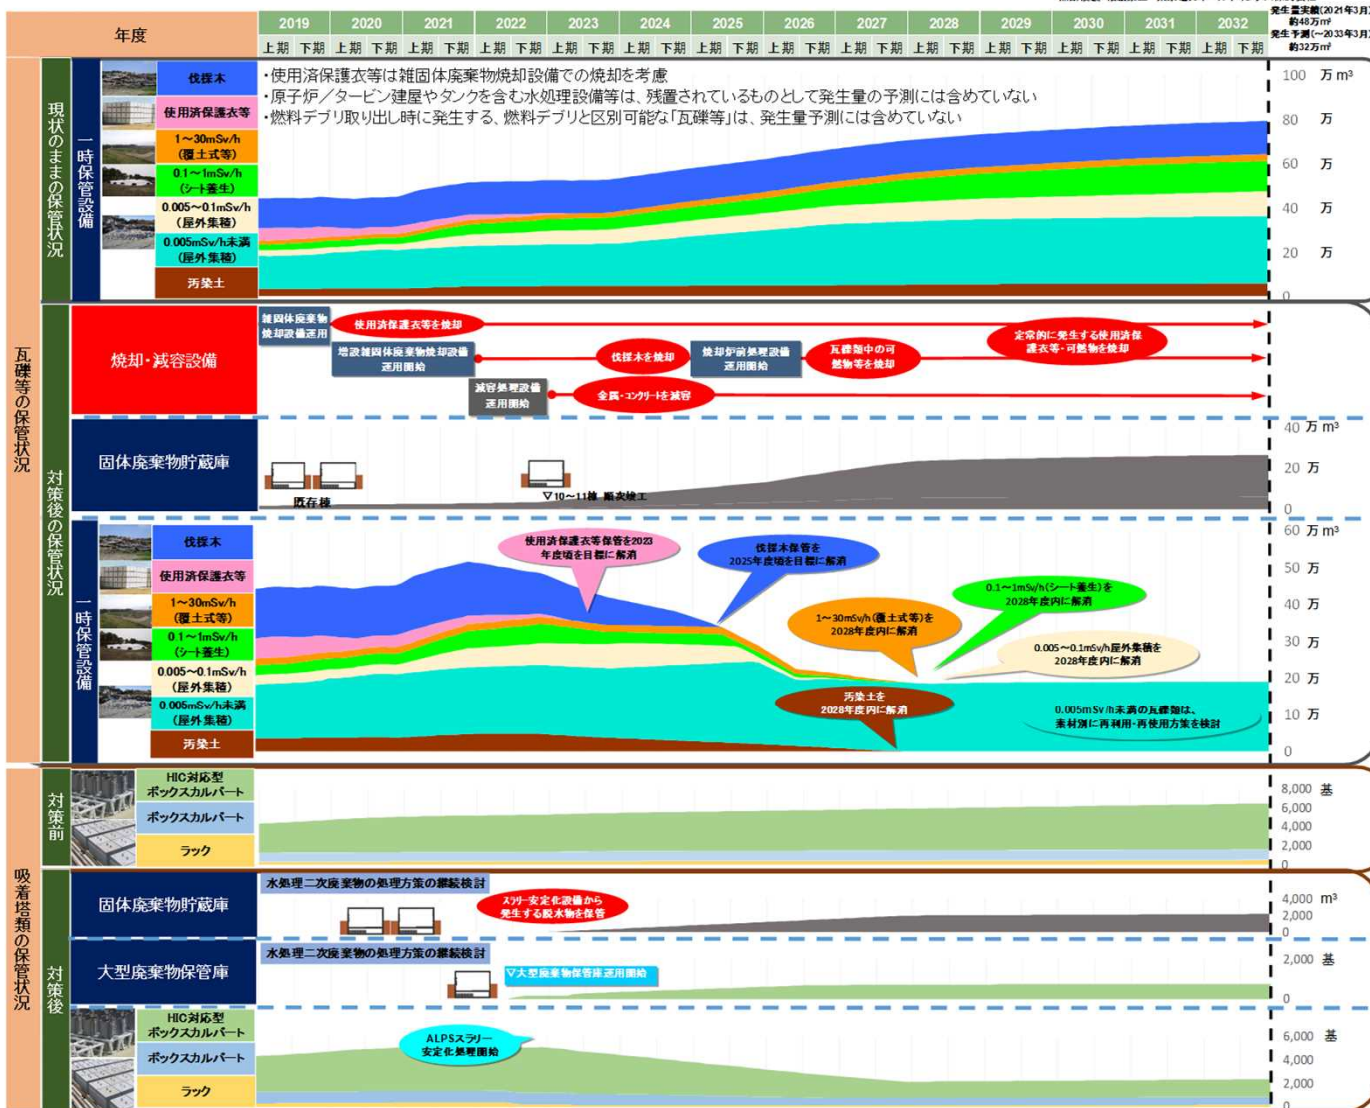 年度
2019 2020 2021 2022 2023 2024 2025 2026 2027 2028 2029 2030 2031 2032
上期 下期 上期 下期 上期 下期 上期 下期 上期 下期 上期 下期 上期 下期 上期 下期 上期 下期 上期 下期 上期 下期 上期 下期 上期 下期 上期 下期
発生量実績(2021年3月)
約48万m³
発生予測(~2033年3月)
約32万m³
瓦礫等の保管状況
現状のままの保管状況
一時保管設備
伐採木
使用済保護衣等
1~30mSv/h
(覆土式等)
0.1~1mSv/h
(シート養生)
0.005~0.1mSv/h
(屋外集積)
0.005mSv/h未満
(屋外集積)
汚染土
・使用済保護衣等は雑固体廃棄物焼却設備での焼却を考慮
・原子炉/タービン建屋やタンクを含む水処理設備等は、残置されているものとして発生量の予測には含めていない
・燃料デブリ取り出し時に発生する、燃料デブリと区別可能な「瓦礫等」は、発生量予測には含めていない
100 万m³
80 万
60 万
40 万
20 万
0
対策後の保管状況
焼却・減容設備
雑固体廃棄物
焼却設備運用
使用済保護衣等を焼却
増設雑固体廃棄物焼却設備
運用開始
伐採木を焼却
焼却炉前処理設備
運用開始
瓦礫類中の可
燃物等を焼却
定常的に発生する使用済保
護衣等・可燃物を焼却
減容処理設備
運用開始
金属・コンクリートを減容
固体廃棄物貯蔵庫
既存棟
▽10~11棟 順次竣工
40 万m³
20 万
0
一時保管設備
伐採木
使用済保護衣等
1~30mSv/h
(覆土式等)
0.1~1mSv/h
(シート養生)
0.005~0.1mSv/h
(屋外集積)
0.005mSv/h未満
(屋外集積)
汚染土
使用済保護衣等保管を2023
年度頃を目標に解消
伐採木保管を
2025年度頃を目標に解消
1~30mSv/h(覆土式等)を
2028年度内に解消
0.1~1mSv/h(シート養生)を
2028年度内に解消
0.005~0.1mSv/h屋外集積を
2028年度内に解消
汚染土を
2028年度内に解消
0.005mSv/h未満の瓦礫類は、
素材別に再利用・再使用方策を検討
60 万m³
50 万
40 万
30 万
20 万
10 万
0
吸着塔類の保管状況
対策前
HIC対応型
ボックスカルバート
ボックスカルバート
ラック
8,000 基
6,000
4,000
2,000
0
対策後
固体廃棄物貯蔵庫
水処理二次廃棄物の処理方策の継続検討
スラリー安定化設備から
発生する脱水物を保管
4,000 m³
2,000
0
大型廃棄物保管庫
水処理二次廃棄物の処理方策の継続検討
▽大型廃棄物保管庫運用開始
2,000 基
0
HIC対応型
ボックスカルバート
ボックスカルバート
ラック
ALPSスラリー
安定化処理開始
6,000 基
4,000
2,000
0